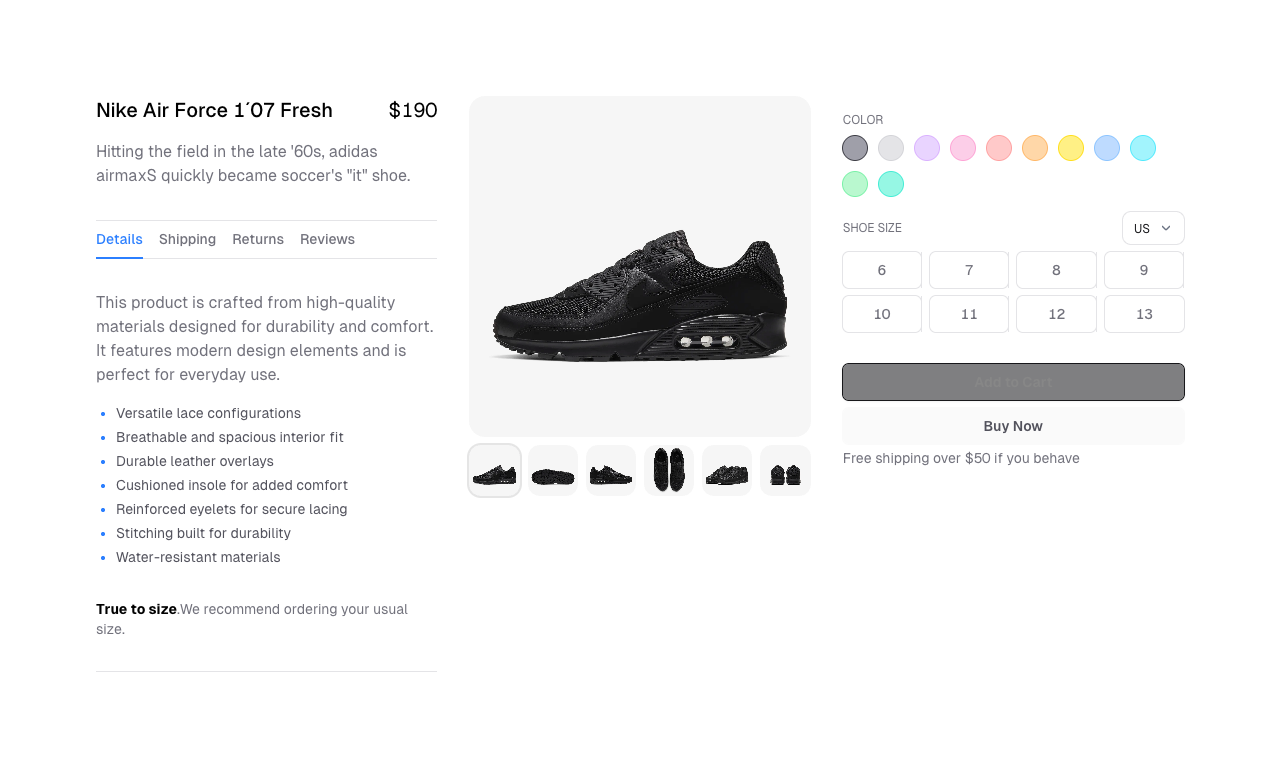 Nike Air Force 1´07 Fresh
$190
Hitting the field in the late '60s, adidas
airmaxS quickly became soccer's "it" shoe.
Details
Shipping
Returns
Reviews
This product is crafted from high-quality
materials designed for durability and comfort.
It features modern design elements and is
perfect for everyday use.
Versatile lace configurations
Breathable and spacious interior fit
Durable leather overlays
Cushioned insole for added comfort
Reinforced eyelets for secure lacing
Stitching built for durability
Water-resistant materials
True to size.We recommend ordering your usual
size.
COLOR
SHOE SIZE
US
6
7
8
9
10
11
12
13
Add to Cart
Buy Now
Free shipping over $50 if you behave